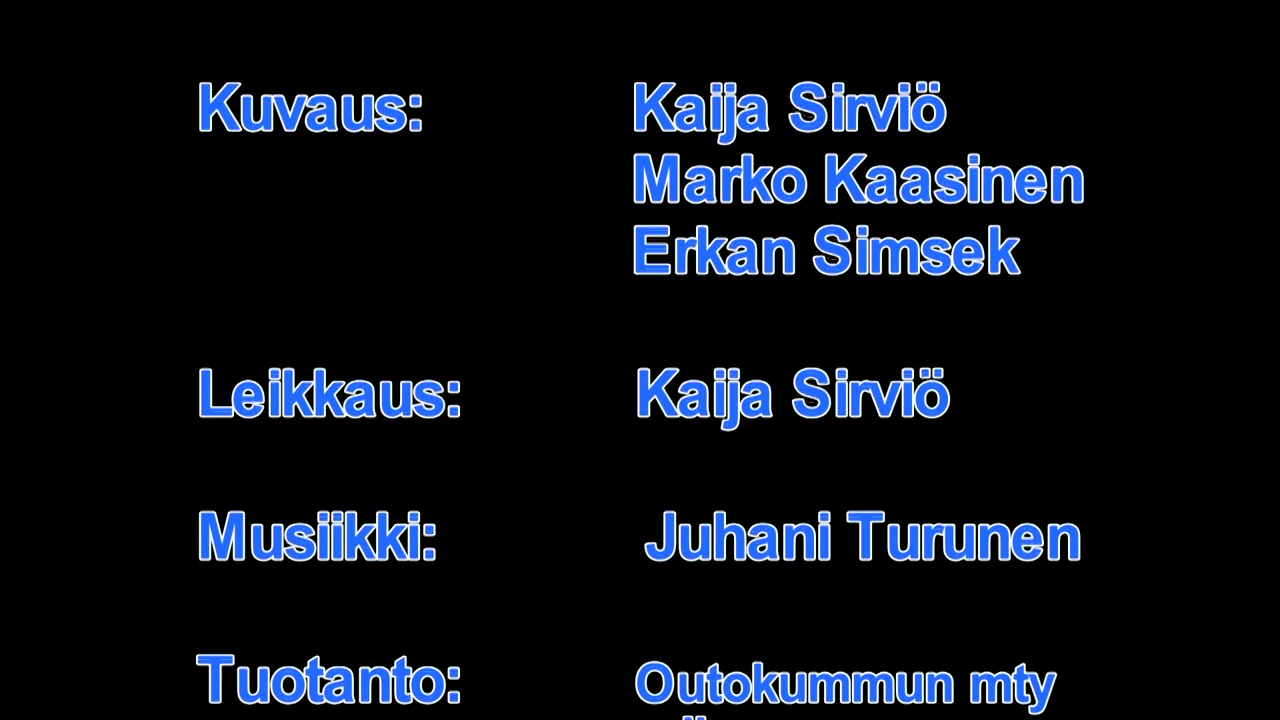 Kuvaus: Kaija Sirviö
Marko Kaasinen
Erkan Simsek
Leikkaus: Kaija Sirviö
Musiikki: Juhani Turunen
Tuotanto: Outokummun mty